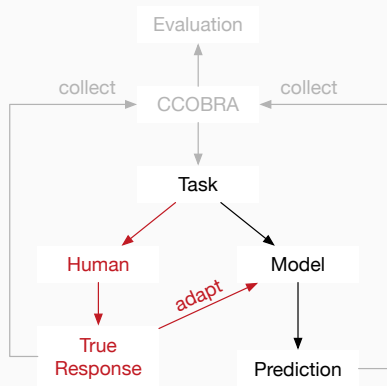 Evaluation
collect
CCOBRA
collect
Task
Human
Model
adapt
True
Response
Prediction